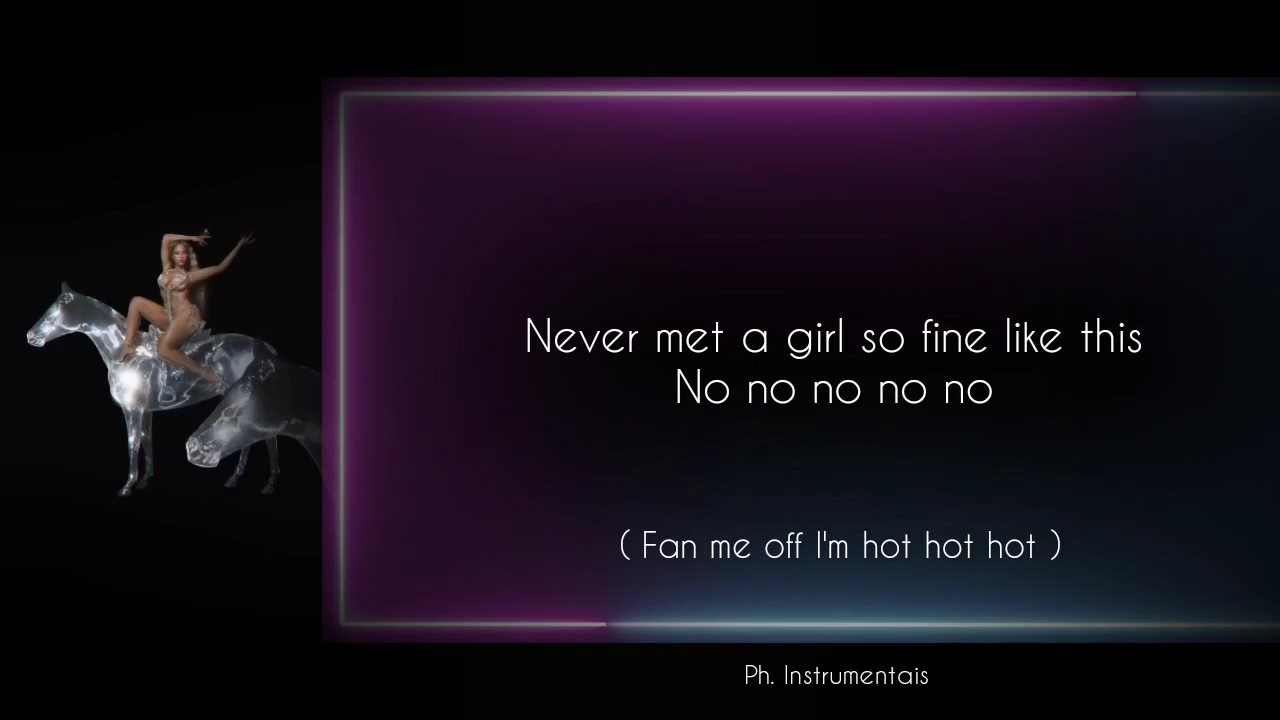 Never met a girl so fine like this
No no no no no
( Fan me off I'm hot hot hot )
Ph. Instrumentais